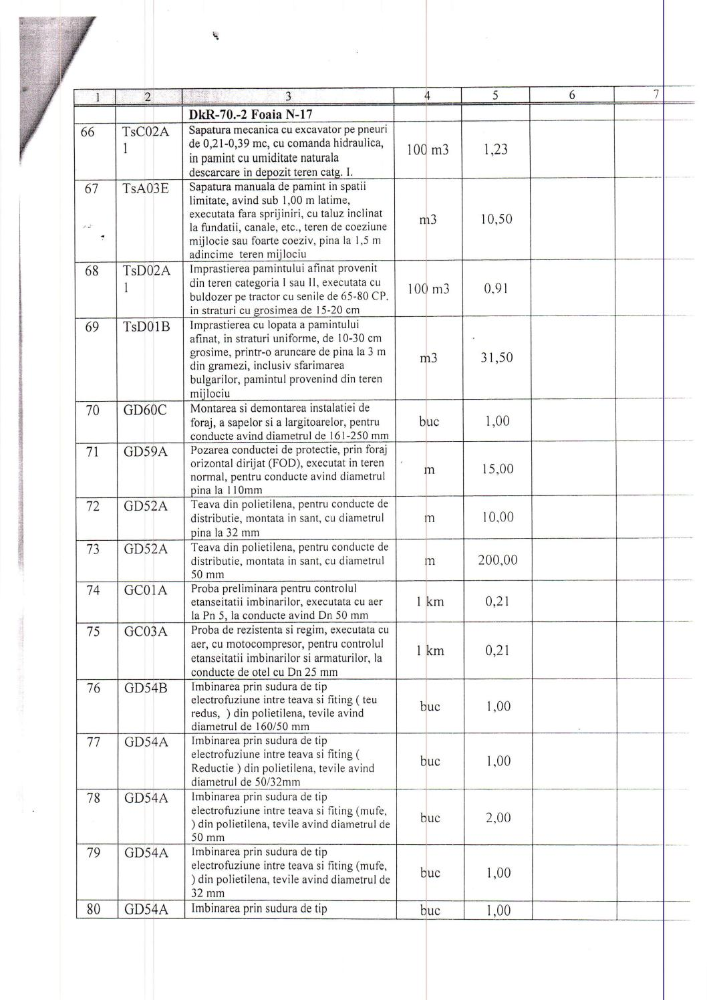 1 2 3 4 5 6 7
DkR-70.-2 Foaia N-17
66 TsC02A Sapatura mecanica cu excavator pe pneuri
1 de 0,21-0,39 mc, cu comanda hidraulica, 100 m3 1,23
in pamint cu umiditate naturala
descarcare in depozit teren catg. I.
67 TsA03E Sapatura manuala de pamint in spatii
limitate, avind sub 1,00 m latime,
executata fara sprijiniri, cu taluz inclinat m3 10,50
la fundatii, canale, etc., teren de coeziune
mijlocie sau foarte coeziv, pina la 1,5 m
adincime teren mijlociu
68 TsD02A Imprastierea pamintului afinat provenit
1 din teren categoria I sau II, executata cu 100 m3 0,91
buldozer pe tractor cu senile de 65-80 CP,
in straturi cu grosimea de 15-20 cm
69 TsD01B Imprastierea cu lopata a pamintului
afinat, in straturi uniforme, de 10-30 cm
grosime, printr-o aruncare de pina la 3 m m3 31,50
din gramezi, inclusiv sfarimarea
bulgarilor, pamintul provenind din teren
mijlociu
70 GD60C Montarea si demontarea instalatiei de
foraj, a sapelor si a largitoarelor, pentru buc 1,00
conducte avind diametrul de 161-250 mm
71 GD59A Pozarea conductei de protectie, prin foraj
orizontal dirijat (FOD), executat in teren m 15,00
normal, pentru conducte avind diametrul
pina la 110mm
72 GD52A Teava din polietilena, pentru conducte de
distributie, montata in sant, cu diametrul m 10,00
pina la 32 mm
73 GD52A Teava din polietilena, pentru conducte de
distributie, montata in sant, cu diametrul m 200,00
50 mm
74 GC01A Proba preliminara pentru controlul
etanseitatii imbinarilor, executata cu aer 1 km 0,21
la Pn 5, la conducte avind Dn 50 mm
75 GC03A Proba de rezistenta si regim, executata cu
aer, cu motocompresor, pentru controlul 1 km 0,21
etanseitatii imbinarilor si armaturilor, la
conducte de otel cu Dn 25 mm
76 GD54B Imbinarea prin sudura de tip
electrofuziune intre teava si fiting ( teu buc 1,00
redus, ) din polietilena, tevile avind
diametrul de 160/50 mm
77 GD54A Imbinarea prin sudura de tip
electrofuziune intre teava si fiting ( buc 1,00
Reductie ) din polietilena, tevile avind
diametrul de 50/32mm
78 GD54A Imbinarea prin sudura de tip
electrofuziune intre teava si fiting (mufe, buc 2,00
) din polietilena, tevile avind diametrul de
50 mm
79 GD54A Imbinarea prin sudura de tip
electrofuziune intre teava si fiting (mufe, buc 1,00
) din polietilena, tevile avind diametrul de
32 mm
80 GD54A Imbinarea prin sudura de tip buc 1,00